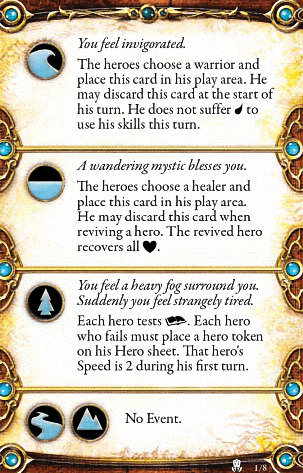 You feel invigorated.
The heroes choose a warrior and
place this card in his play area. He
may discard this card at the start of
his turn. He does not suffer to
use his skills this turn.
A wandering mystic blesses you.
The heroes choose a healer and
place this card in his play area.
He may discard this card when
reviving a hero. The revived hero
recovers all .
You feel a heavy fog surround you.
Suddenly you feel strangely tired.
Each hero tests . Each hero
who fails must place a hero token
on his Hero sheet. That hero's
Speed is 2 during his first turn.
No Event.
1/8